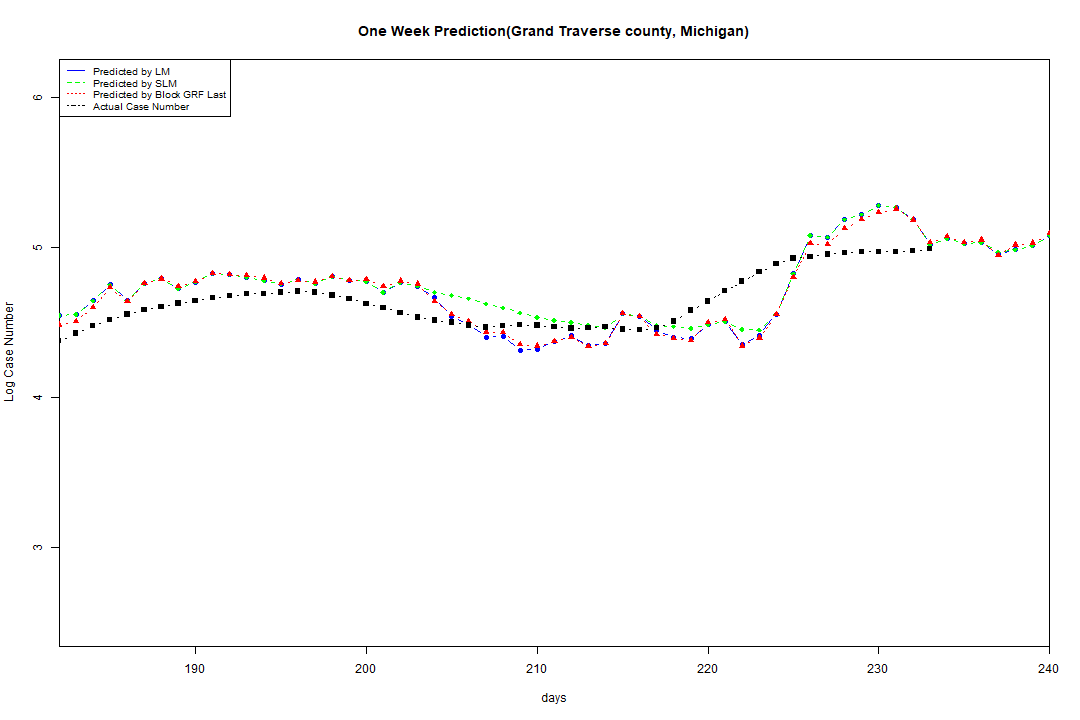 One Week Prediction(Grand Traverse county, Michigan)
Predicted by LM
Predicted by SLM
Predicted by Block GRF Last
Actual Case Number
6
5
4
3
Log Case Number
190 200 210 220 230 240
days